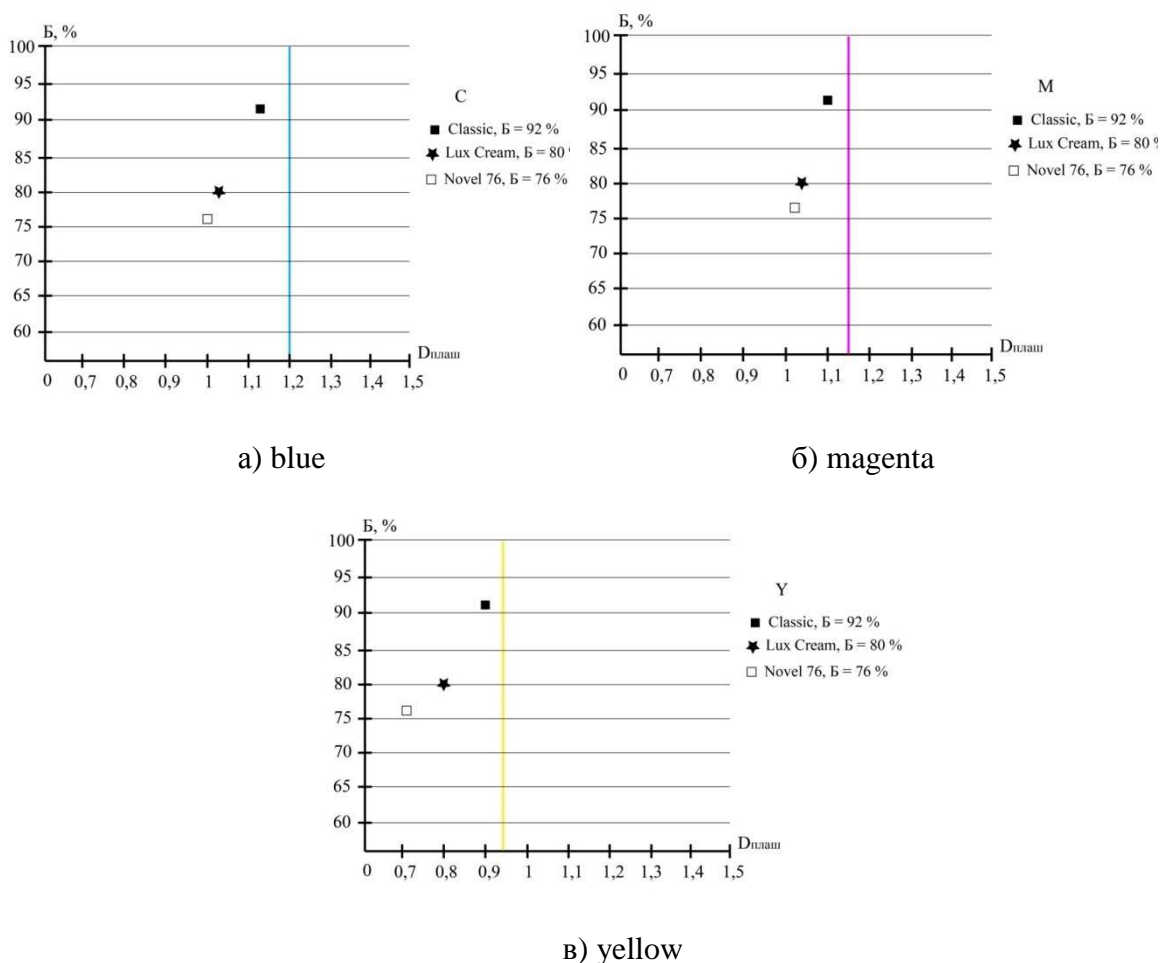 Б, %
100
95
90
85
80
75
70
65
60
0 0,7 0,8 0,9 1 1,1 1,2 1,3 1,4 1,5
Dплаш
C
Classic, Б = 92 %
Lux Cream, Б = 80
Novel 76, Б = 76 %
а) blue
Б, %
100
95
90
85
80
75
70
65
60
0 0,7 0,8 0,9 1 1,1 1,2 1,3 1,4 1,5
Dплаш
M
Classic, Б = 92 %
Lux Cream, Б = 80 %
Novel 76, Б = 76 %
б) magenta
Б, %
100
95
90
85
80
75
70
65
60
0 0,7 0,8 0,9 1 1,1 1,2 1,3 1,4 1,5
Dплаш
Y
Classic, Б = 92 %
Lux Cream, Б = 80 %
Novel 76, Б = 76 %
в) yellow